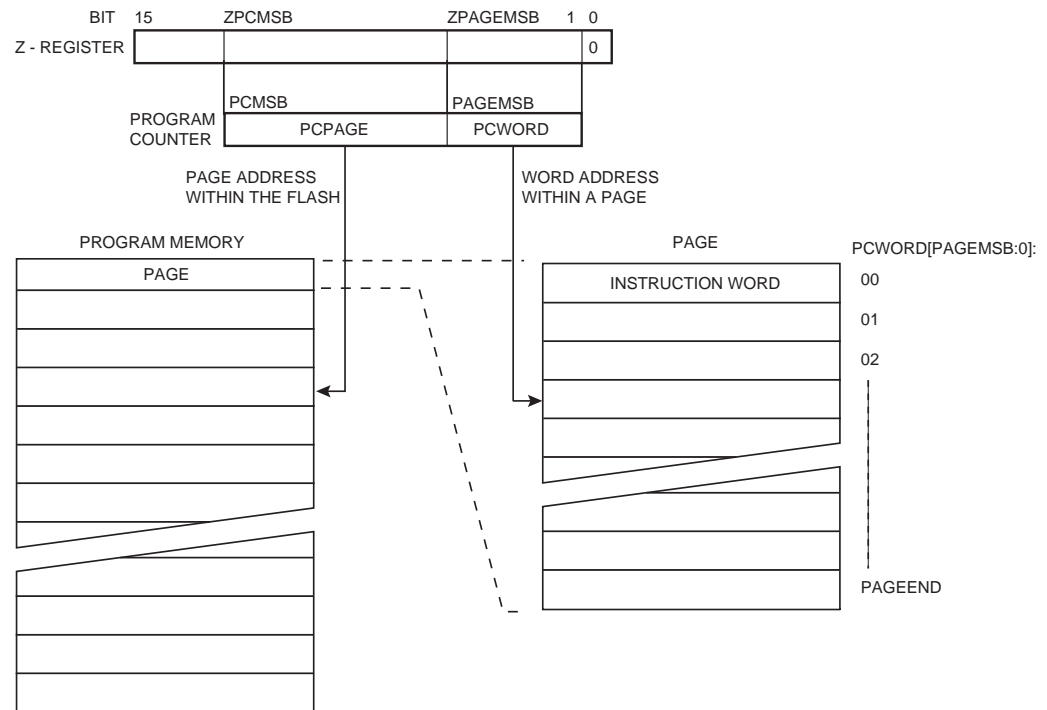 BIT 15 ZPCMSB ZPAGEMSB 1 0
Z - REGISTER 0
PCMSB PAGEMSB
PROGRAM
COUNTER
PCPAGE PCWORD
PAGE ADDRESS
WITHIN THE FLASH
WORD ADDRESS
WITHIN A PAGE
PROGRAM MEMORY
PAGE
PAGE
INSTRUCTION WORD
PCWORD[PAGEMSB:0]:
00
01
02
PAGEEND